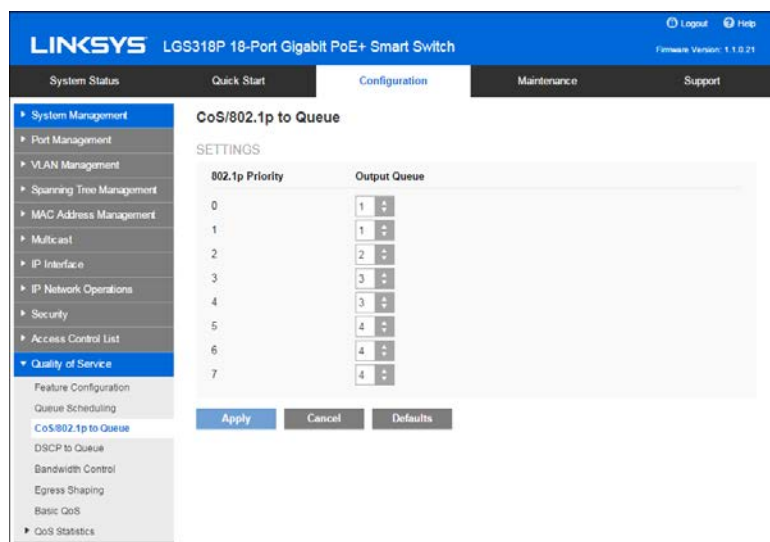 Logout Help
LINKSYS LGS318P 18-Port Gigabit PoE+ Smart Switch
Firmware Version: 1.1.0.21
System Status Quick Start Configuration Maintenance Support
System Management
Port Management
VLAN Management
Spanning Tree Management
MAC Address Management
Multicast
IP Interface
IP Network Operations
Security
Access Control List
Quality of Service
Feature Configuration
Queue Scheduling
CoS/802.1p to Queue
DSCP to Queue
Bandwidth Control
Egress Shaping
Basic QoS
QoS Statistics
CoS/802.1p to Queue
SETTINGS
802.1p Priority Output Queue
0 1
1 1
2 2
3 3
4 3
5 4
6 4
7 4
Apply Cancel Defaults